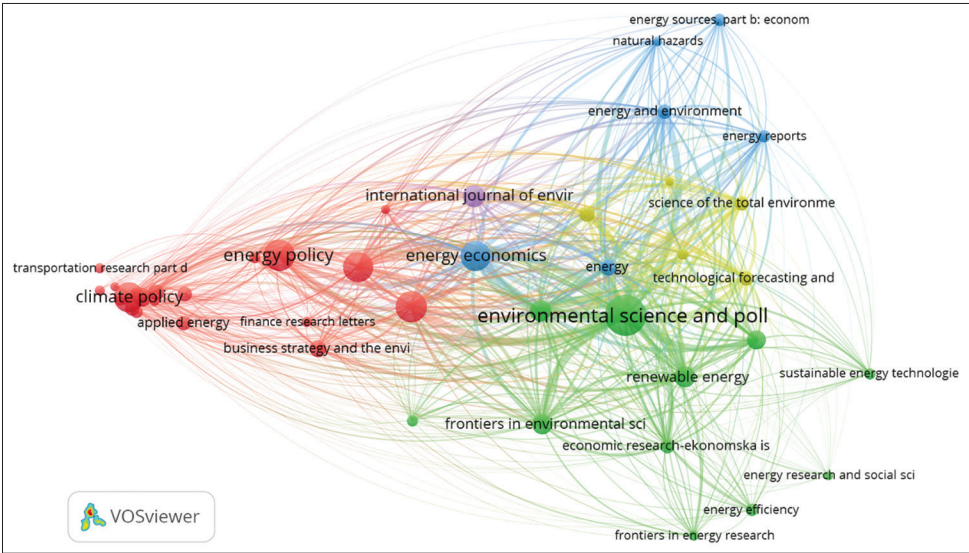 energy sources, part b: econom
natural hazards
energy and environment
energy reports
international journal of envir
science of the total environme
energy policy
energy economics
transportation research part d
energy
technological forecasting and
climate policy
applied energy
finance research letters
environmental science and poll
business strategy and the envi
renewable energy
sustainable energy technologie
frontiers in environmental sci
economic research-ekonomska is
energy research and social sci
energy efficiency
VOSviewer
frontiers in energy research